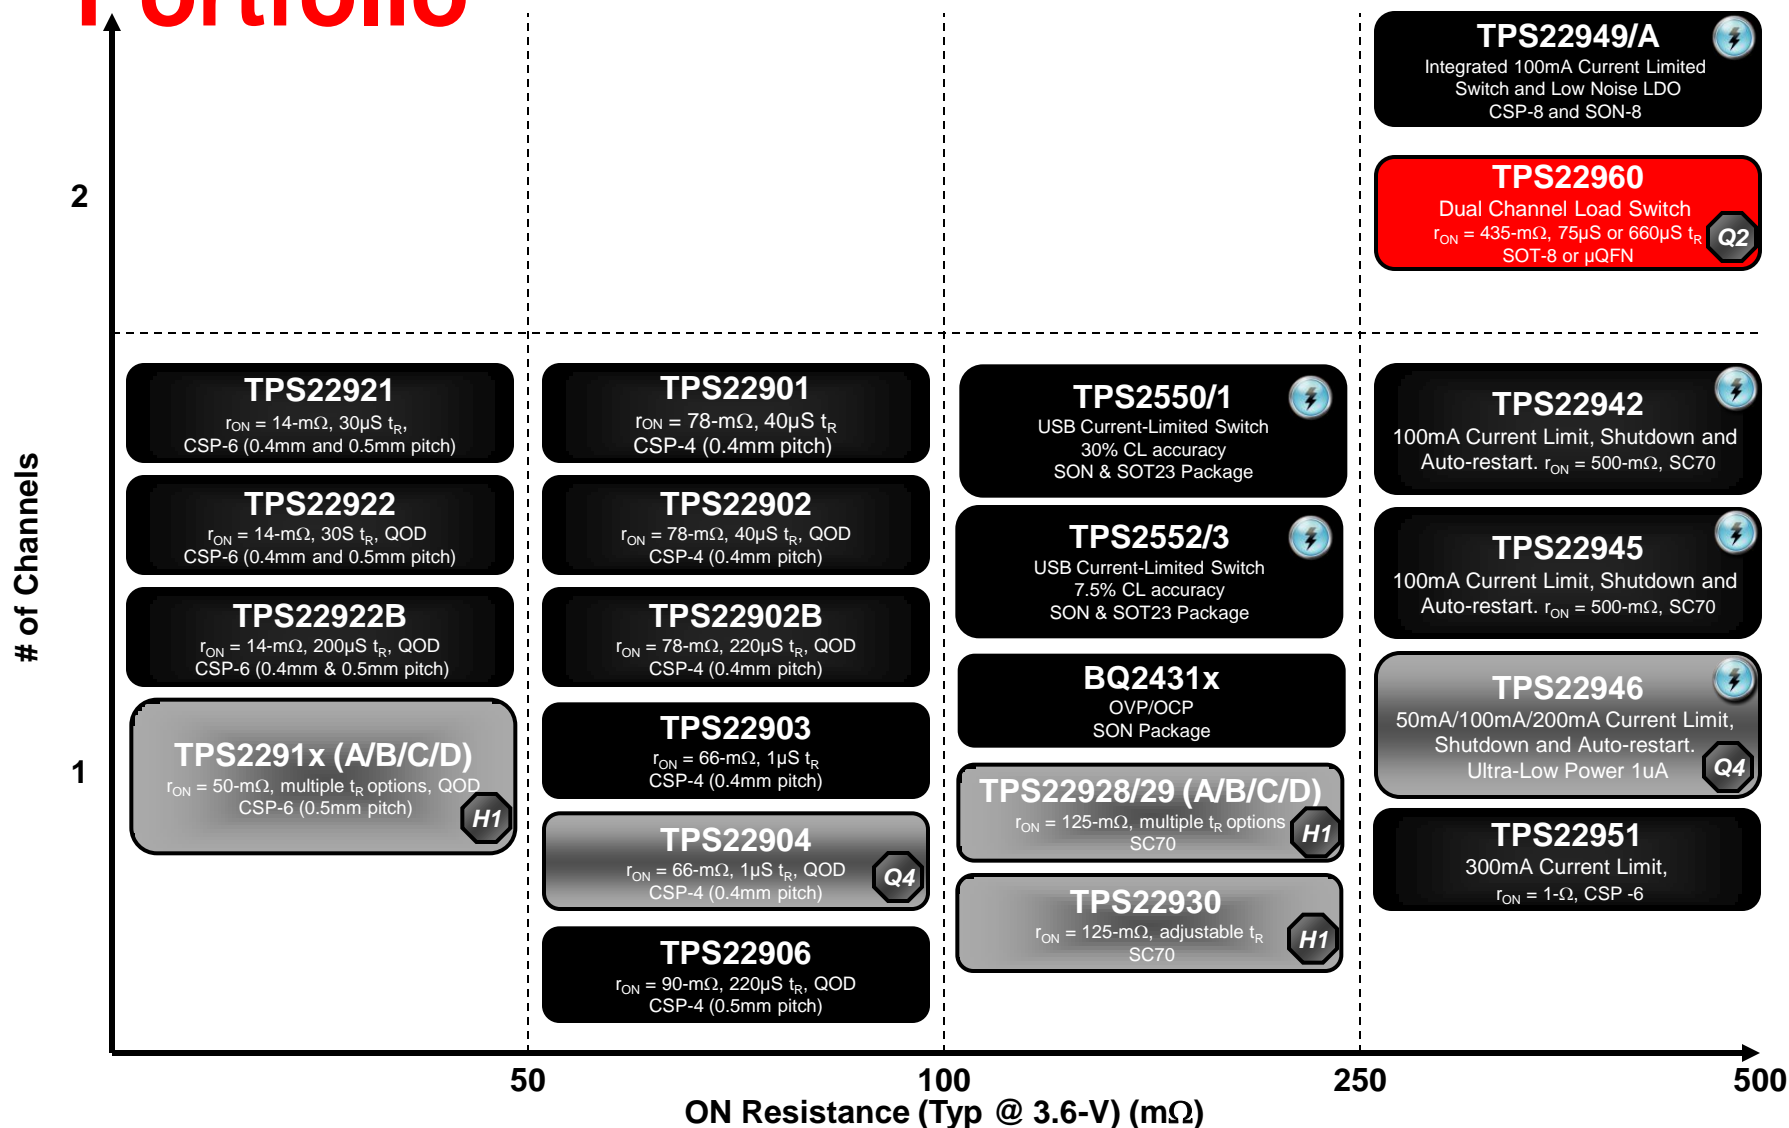 Portfolio
TPS22949/A
Integrated 100mA Current Limited
Switch and Low Noise LDO
CSP-8 and SON-8
2
TPS22960
Dual Channel Load Switch
rON = 435-mΩ, 75µS or 660µS tR
SOT-8 or µQFN
Q2
# of Channels
1
TPS22921
rON = 14-mΩ, 30µS tR,
CSP-6 (0.4mm and 0.5mm pitch)
TPS22922
rON = 14-mΩ, 30S tR, QOD
CSP-6 (0.4mm and 0.5mm pitch)
TPS22922B
rON = 14-mΩ, 200µS tR, QOD
CSP-6 (0.4mm & 0.5mm pitch)
TPS2291x (A/B/C/D)
rON = 50-mΩ, multiple tR options, QOD
CSP-6 (0.5mm pitch)
H1
TPS22901
rON = 78-mΩ, 40µS tR
CSP-4 (0.4mm pitch)
TPS22902
rON = 78-mΩ, 40µS tR, QOD
CSP-4 (0.4mm pitch)
TPS22902B
rON = 78-mΩ, 220µS tR, QOD
CSP-4 (0.4mm pitch)
TPS22903
rON = 66-mΩ, 1µS tR
CSP-4 (0.4mm pitch)
TPS22904
rON = 66-mΩ, 1µS tR, QOD
CSP-4 (0.4mm pitch)
Q4
TPS22906
rON = 90-mΩ, 220µS tR, QOD
CSP-4 (0.5mm pitch)
TPS2550/1
USB Current-Limited Switch
30% CL accuracy
SON & SOT23 Package
TPS2552/3
USB Current-Limited Switch
7.5% CL accuracy
SON & SOT23 Package
BQ2431x
OVP/OCP
SON Package
TPS22928/29 (A/B/C/D)
rON = 125-mΩ, multiple tR options
SC70
H1
TPS22930
rON = 125-mΩ, adjustable tR
SC70
H1
TPS22942
100mA Current Limit, Shutdown and
Auto-restart. rON = 500-mΩ, SC70
TPS22945
100mA Current Limit, Shutdown and
Auto-restart. rON = 500-mΩ, SC70
TPS22946
50mA/100mA/200mA Current Limit,
Shutdown and Auto-restart.
Ultra-Low Power 1uA
Q4
TPS22951
300mA Current Limit,
rON = 1-Ω, CSP -6
50
100
250
500
ON Resistance (Typ @ 3.6-V) (mΩ)